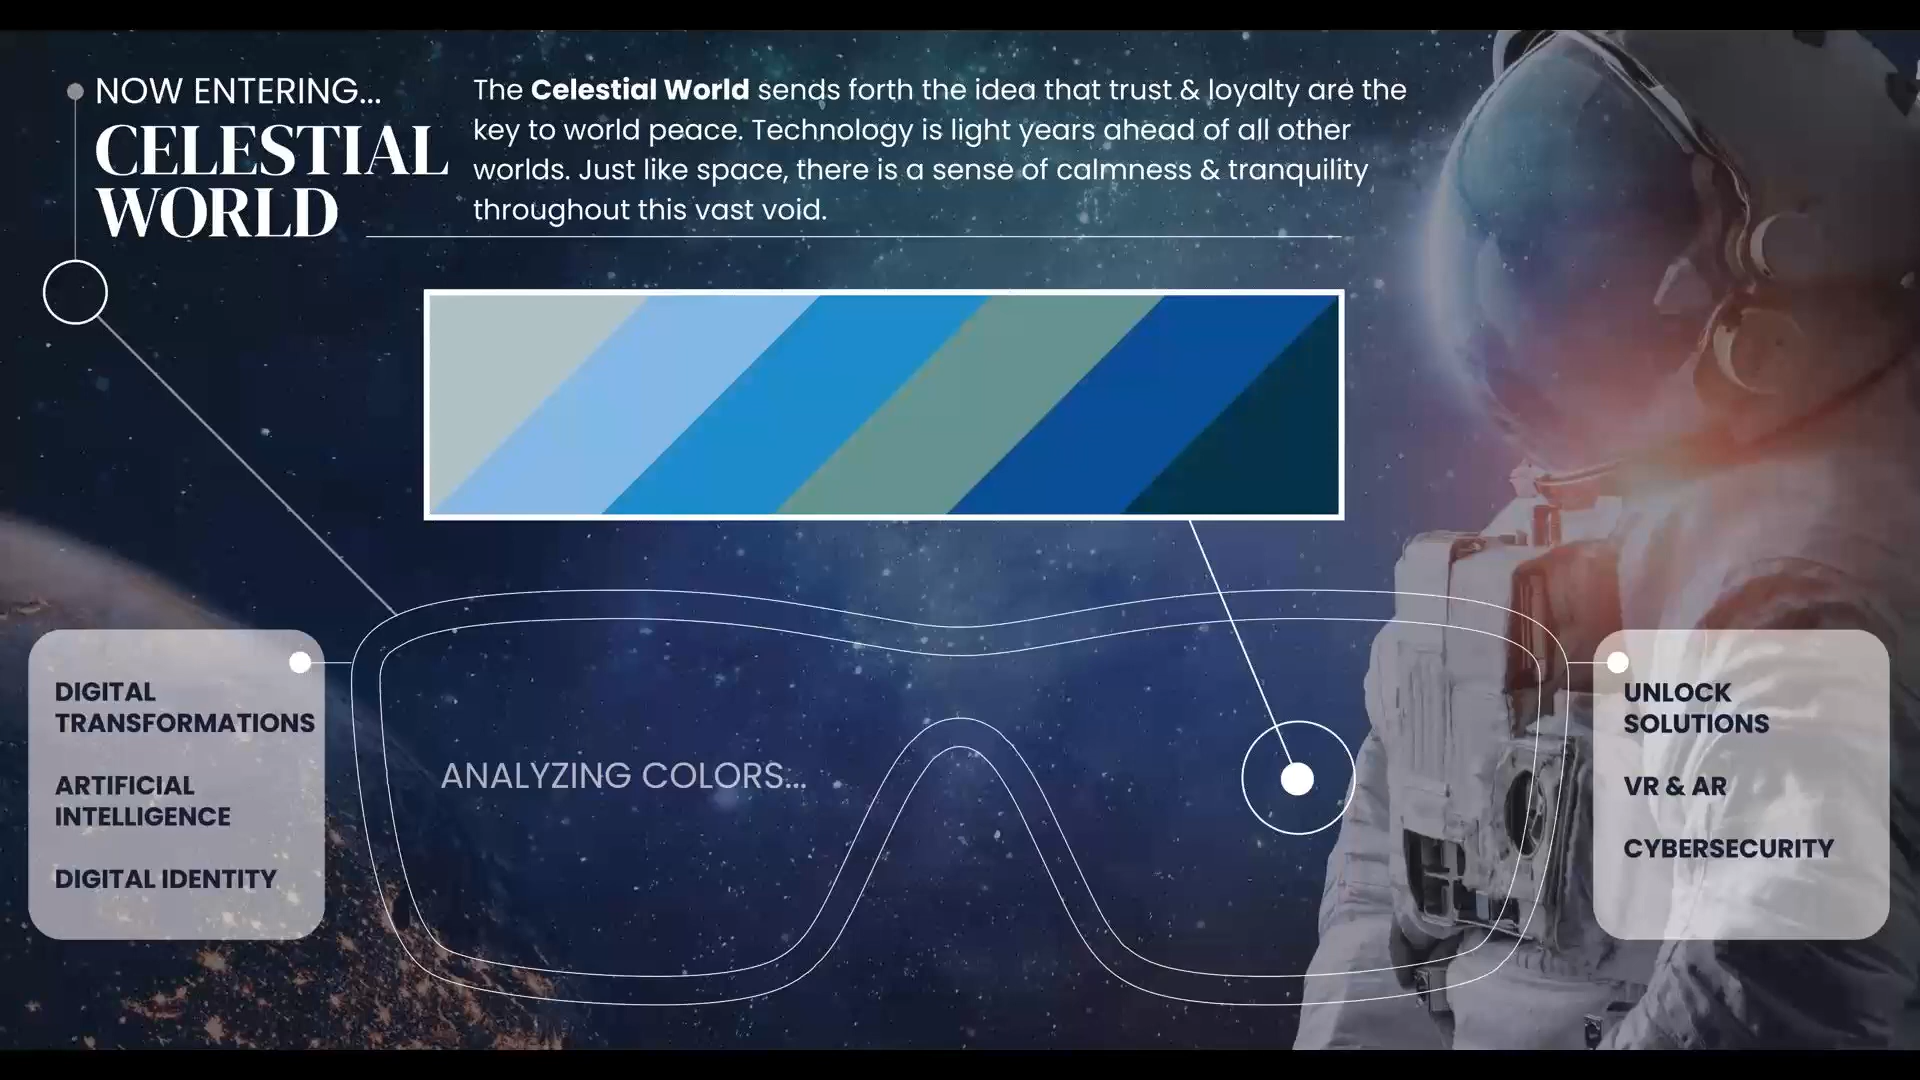 NOW ENTERING...
CELESTIAL
WORLD
The Celestial World sends forth the idea that trust & loyalty are the
key to world peace. Technology is light years ahead of all other
worlds. Just like space, there is a sense of calmness & tranquility
throughout this vast void.
DIGITAL
TRANSFORMATIONS
ARTIFICIAL
INTELLIGENCE
DIGITAL IDENTITY
ANALYZING COLORS...
UNLOCK
SOLUTIONS
VR & AR
CYBERSECURITY